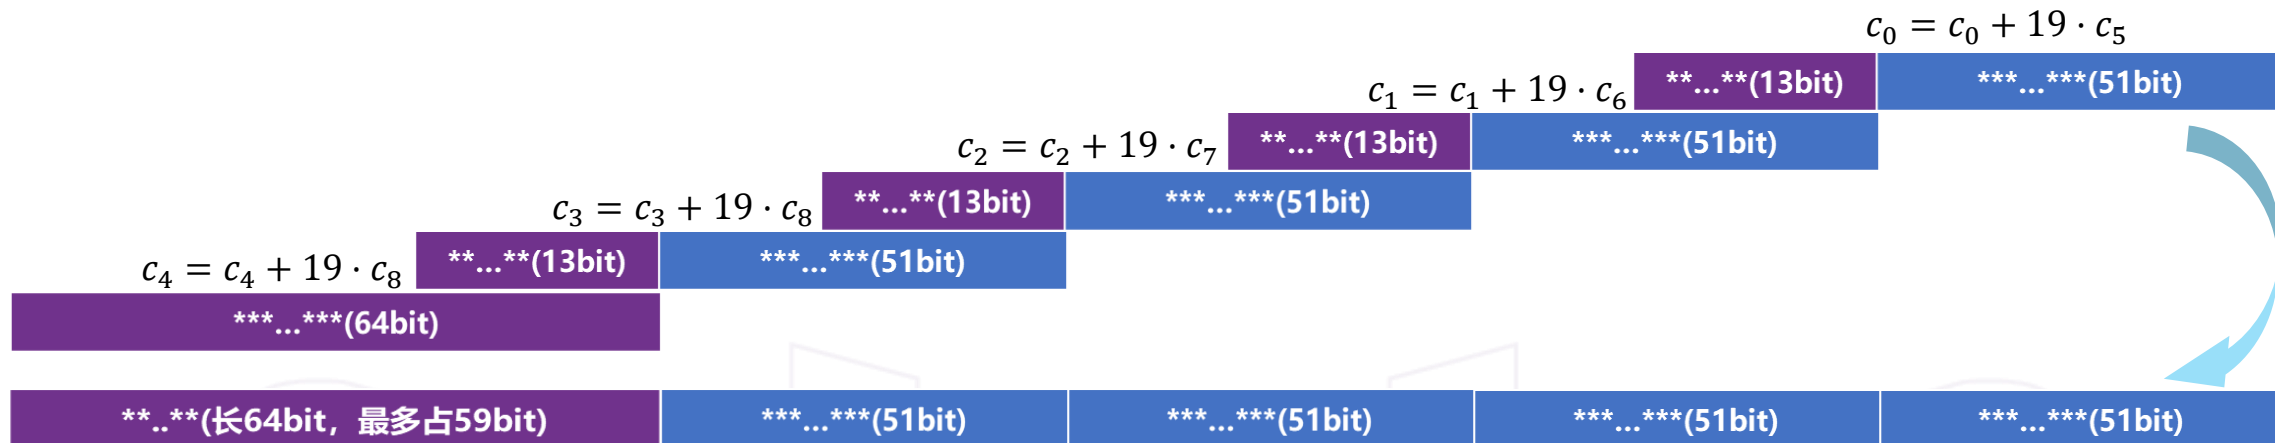 c₀ = c₀ + 19 · c₅
**...**(13bit) ***...***(51bit)
c₁ = c₁ + 19 · c₆
**...**(13bit) ***...***(51bit)
c₂ = c₂ + 19 · c₇
**...**(13bit) ***...***(51bit)
c₃ = c₃ + 19 · c₈
**...**(13bit) ***...***(51bit)
c₄ = c₄ + 19 · c₈
***...***(64bit)
**..**(长64bit，最多占59bit) ***...***(51bit) ***...***(51bit) ***...***(51bit) ***...***(51bit)